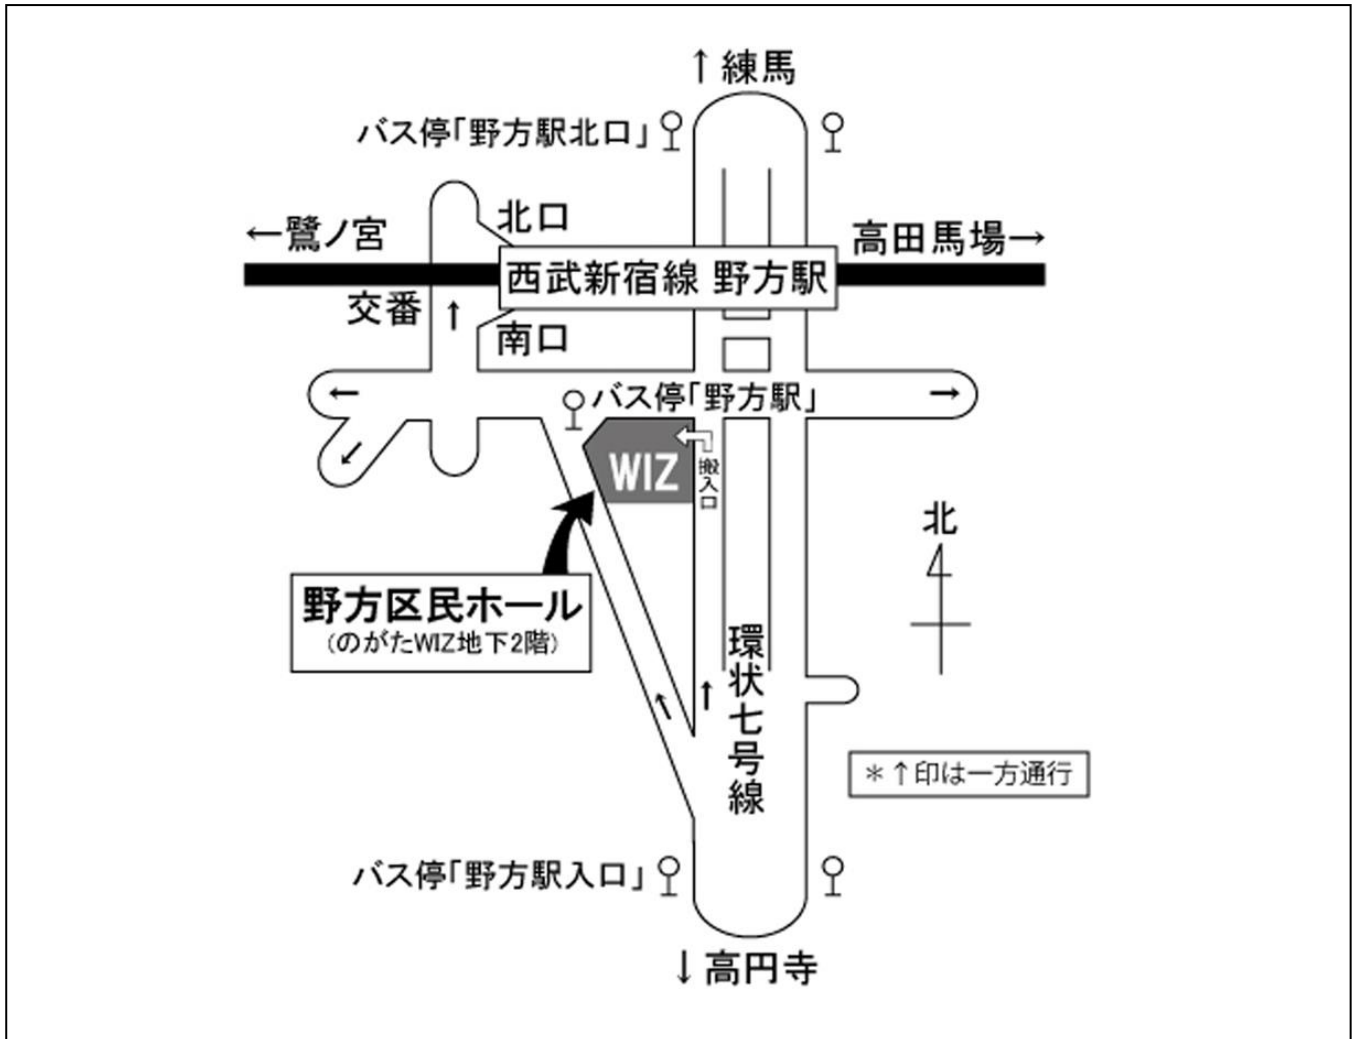 ↑練馬
バス停「野方駅北口」
北口
←鷺ノ宮
高田馬場→
西武新宿線 野方駅
交番
↑
南口
←
バス停「野方駅」
→
WIZ
搬入口
北
野方区民ホール
(のがたWIZ地下2階)
環状七号線
＊↑印は一方通行
バス停「野方駅入口」
↓高円寺